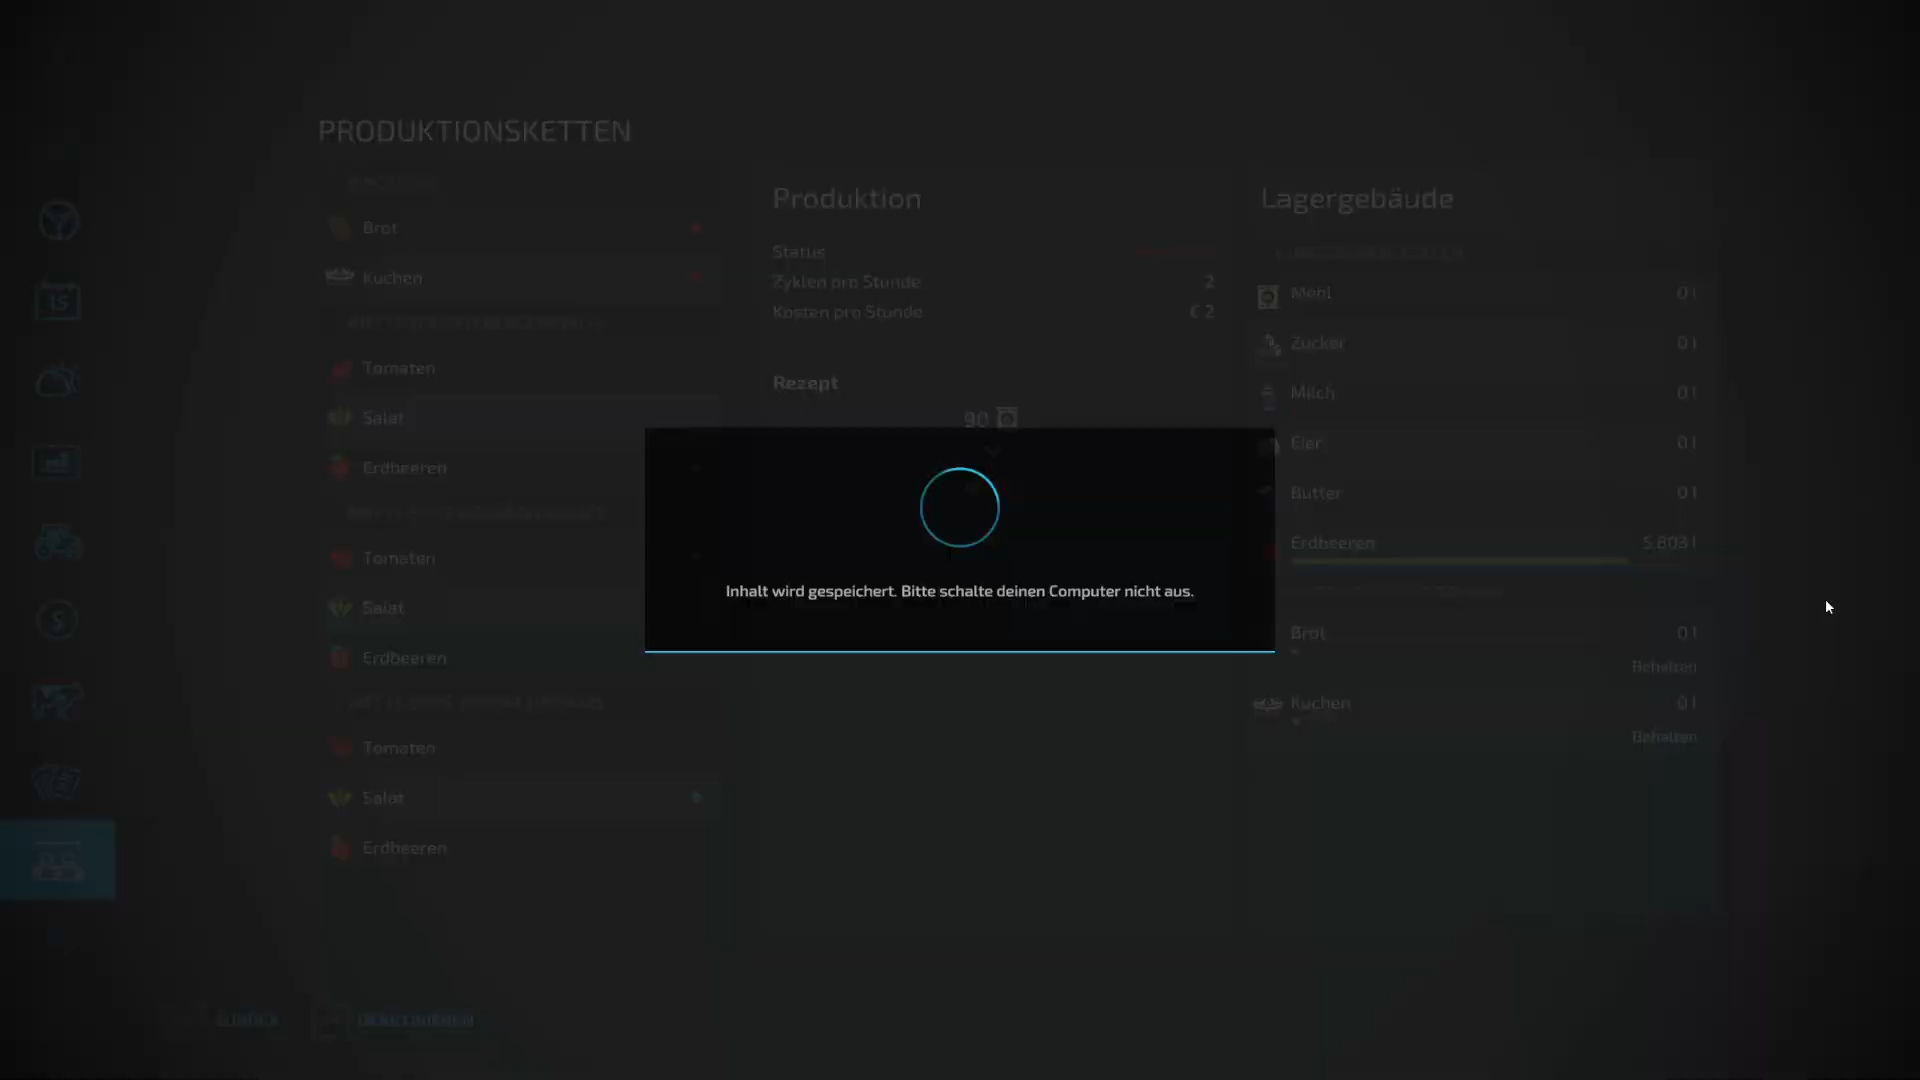 PRODUKTIONSKETTEN
Brot
Kuchen
Tomaten
Salat
Erdbeeren
Tomaten
Salat
Erdbeeren
Tomaten
Salat
Erdbeeren
Produktion
Status
Zyklen pro Stunde 2
Kosten pro Stunde € 2
Rezept
90
Inhalt wird gespeichert. Bitte schalte deinen Computer nicht aus.
Lagergebäude
Mehl 0 l
Zucker 0 l
Milch 0 l
Eier 0 l
Butter 0 l
Erdbeeren 5,803 l
Brot 0 l
Behalten
Kuchen 0 l
Behalten
15
ZURÜCK